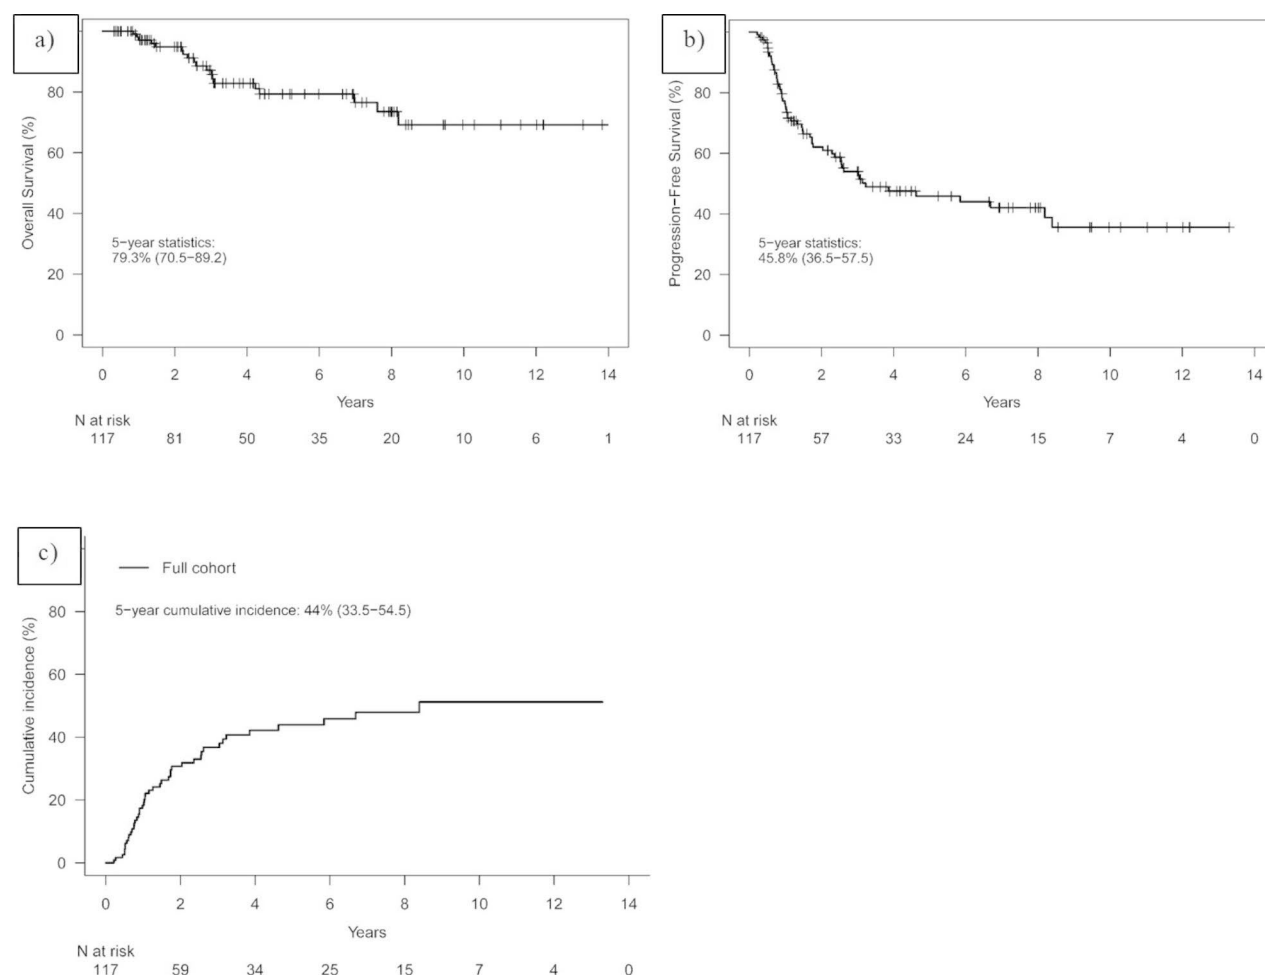 a)
Overall Survival (%)
80
60
40
20
0
5−year statistics:
79.3% (70.5−89.2)
0 2 4 6 8 10 12 14
Years
N at risk
117 81 50 35 20 10 6 1
b)
Progression−Free Survival (%)
80
60
40
20
0
5−year statistics:
45.8% (36.5−57.5)
0 2 4 6 8 10 12 14
Years
N at risk
117 57 33 24 15 7 4 0
c)
Full cohort
5−year cumulative incidence: 44% (33.5−54.5)
Cumulative incidence (%)
80
60
40
20
0
0 2 4 6 8 10 12 14
Years
N at risk
117 59 34 25 15 7 4 0